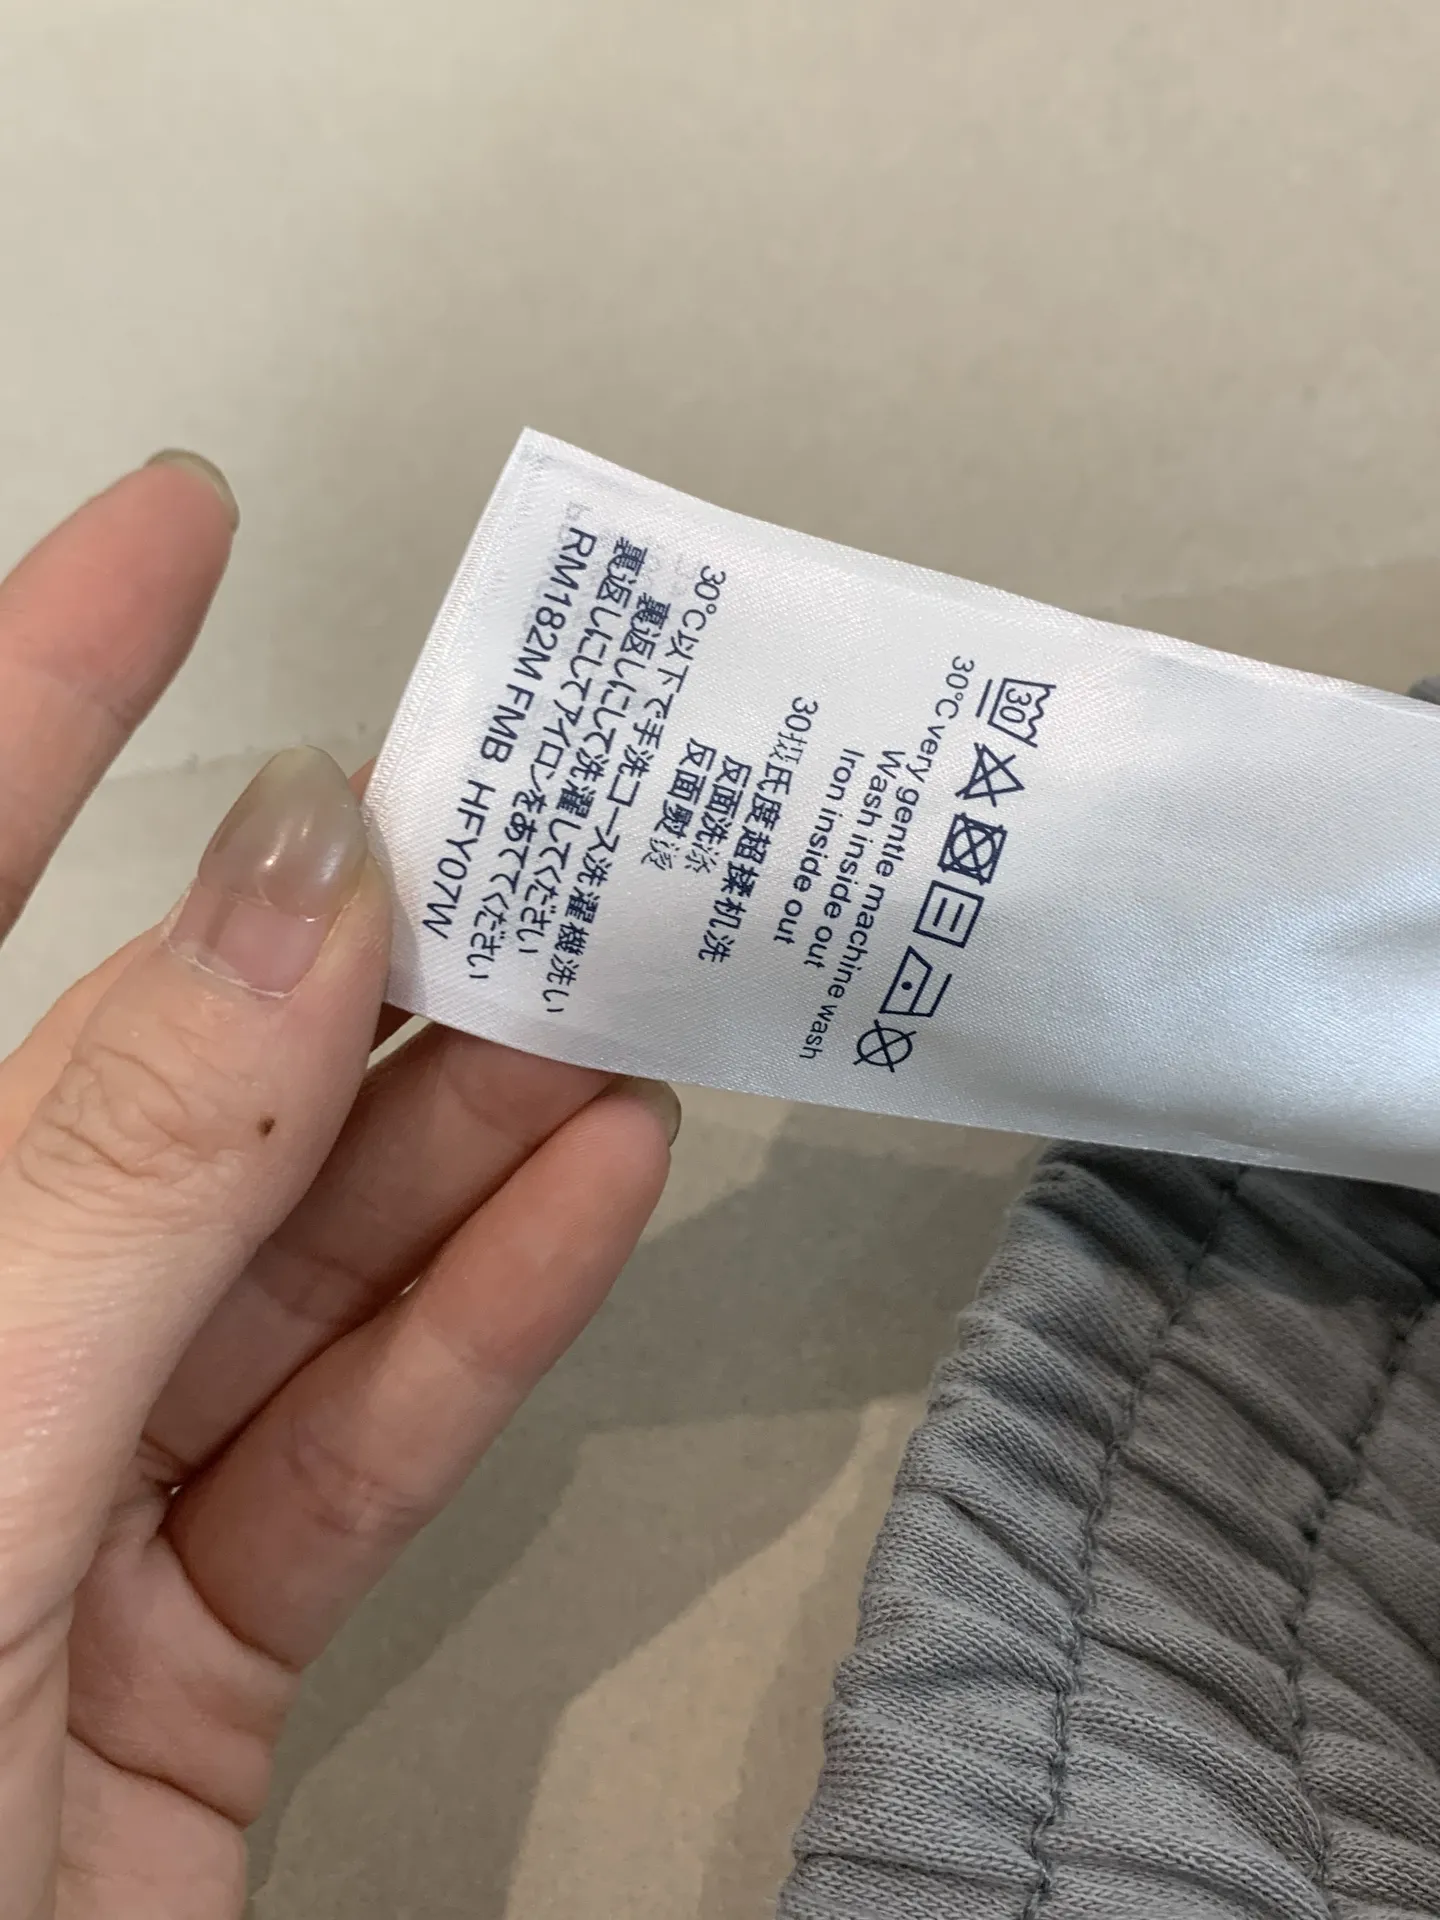 30
30°C very gentle machine wash
Wash inside out
Iron inside out
30摄氏度超揉机洗
反面洗涤
反面熨烫
30°C以下で手洗コース洗濯機洗い
裏返しにして洗濯してください
裏返しにしてアイロンをあててください
RM182M FMB HFY07W